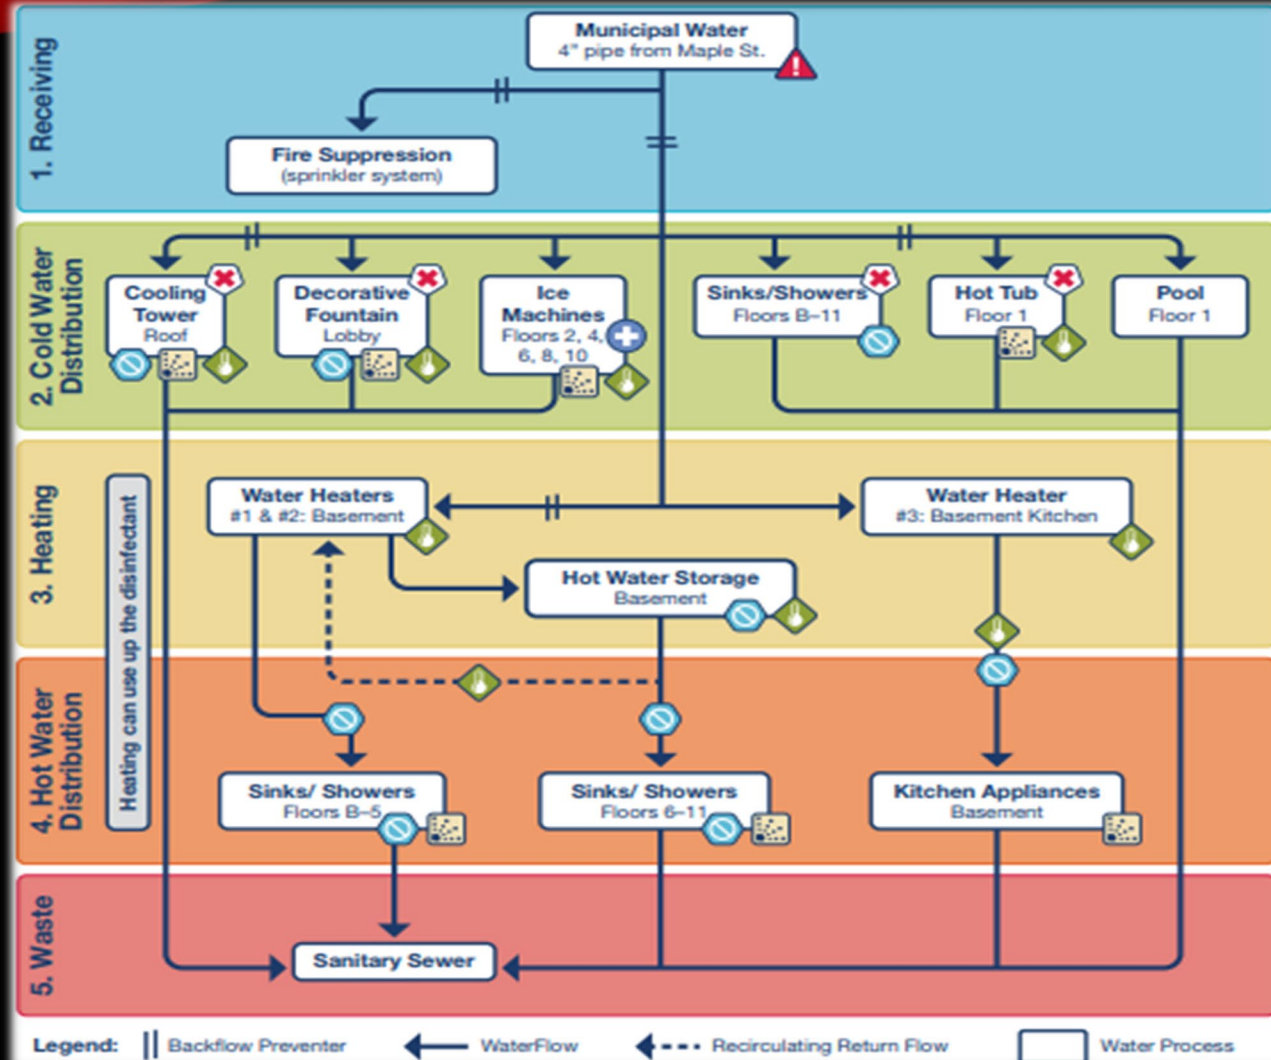 1. Receiving
Municipal Water
4" pipe from Maple St.
Fire Suppression
(sprinkler system)
2. Cold Water
Distribution
Cooling
Tower
Roof
Decorative
Fountain
Lobby
Ice
Machines
Floors 2, 4,
6, 8, 10
Sinks/Showers
Floors B–11
Hot Tub
Floor 1
Pool
Floor 1
3. Heating
Heating can use up the disinfectant
Water Heaters
#1 & #2: Basement
Water Heater
#3: Basement Kitchen
Hot Water Storage
Basement
4. Hot Water
Distribution
Sinks/ Showers
Floors B–5
Sinks/ Showers
Floors 6–11
Kitchen Appliances
Basement
5. Waste
Sanitary Sewer
Legend: Backflow Preventer WaterFlow Recirculating Return Flow Water Process